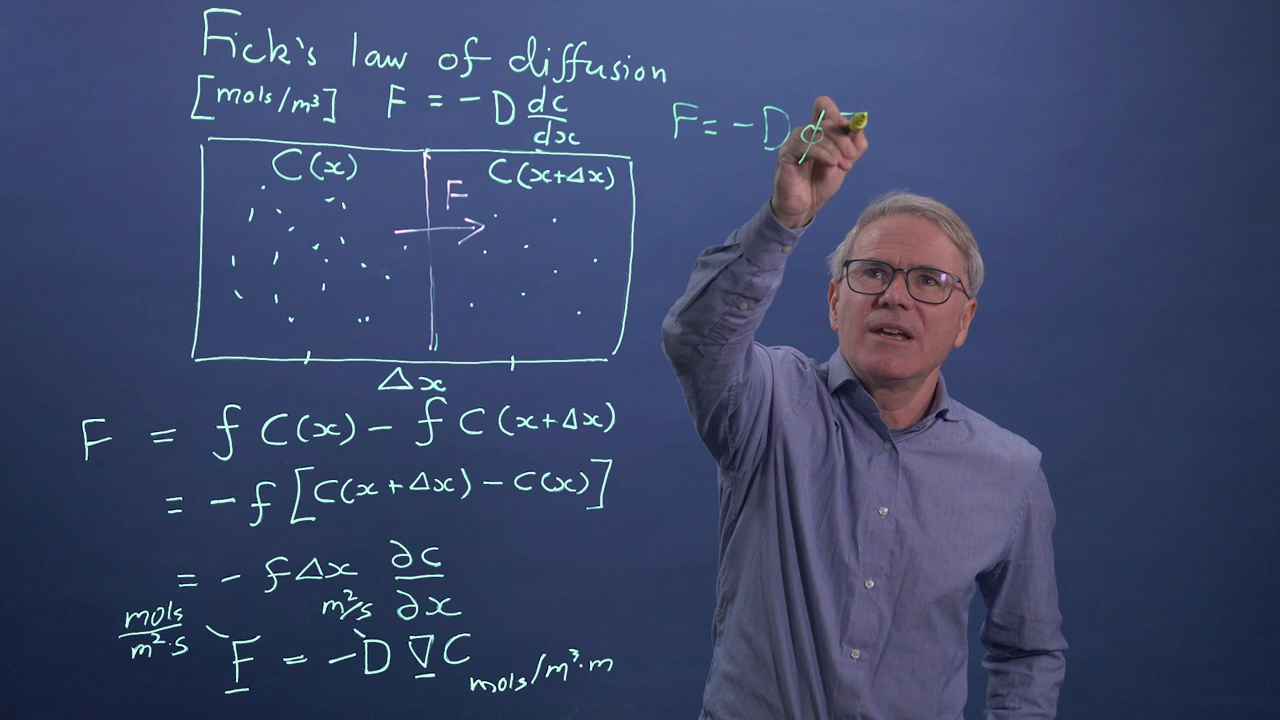 Fick's law of diffusion
[mols/m³] F = -D dc/dx
C(x) C(x+Δx)
F
Δx
F = f C(x) - f C(x+Δx)
= -f [C(x+Δx) - C(x)]
= - f Δx ∂C/∂x
mols/m²·s m²/s
F = -D ∇C mols/m³·m
F = -D ϕ